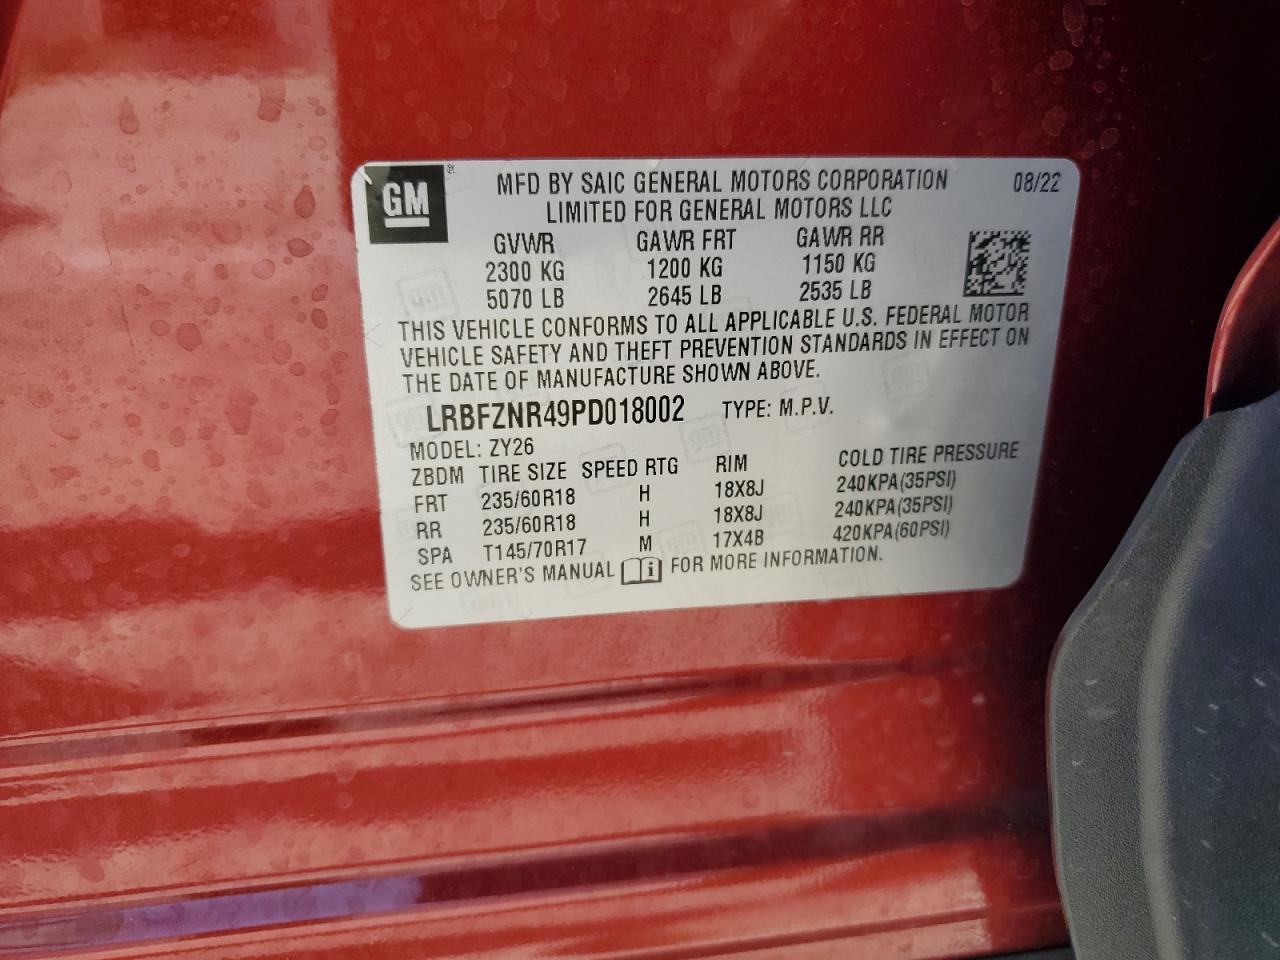 GM ®
MFD BY SAIC GENERAL MOTORS CORPORATION 08/22
LIMITED FOR GENERAL MOTORS LLC
GVWR GAWR FRT GAWR RR
2300 KG 1200 KG 1150 KG
5070 LB 2645 LB 2535 LB
THIS VEHICLE CONFORMS TO ALL APPLICABLE U.S. FEDERAL MOTOR
VEHICLE SAFETY AND THEFT PREVENTION STANDARDS IN EFFECT ON
THE DATE OF MANUFACTURE SHOWN ABOVE.
LRBFZNR49PD018002 TYPE: M.P.V.
MODEL: ZY26
ZBDM TIRE SIZE SPEED RTG RIM COLD TIRE PRESSURE
FRT 235/60R18 H 18X8J 240KPA(35PSI)
RR 235/60R18 H 18X8J 240KPA(35PSI)
SPA T145/70R17 M 17X4B 420KPA(60PSI)
SEE OWNER'S MANUAL FOR MORE INFORMATION.